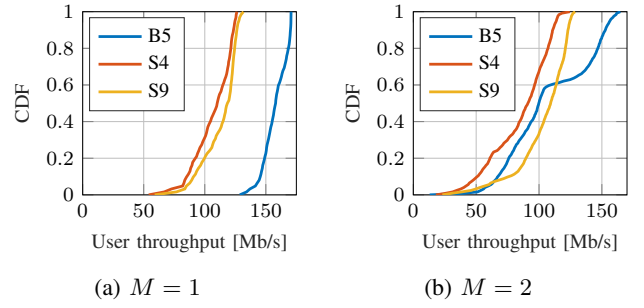 1
0.8
0.6
0.4
0.2
0
CDF
B5
S4
S9
0 50 100 150
User throughput [Mb/s]
(a) M = 1
1
0.8
0.6
0.4
0.2
0
CDF
B5
S4
S9
0 50 100 150
User throughput [Mb/s]
(b) M = 2